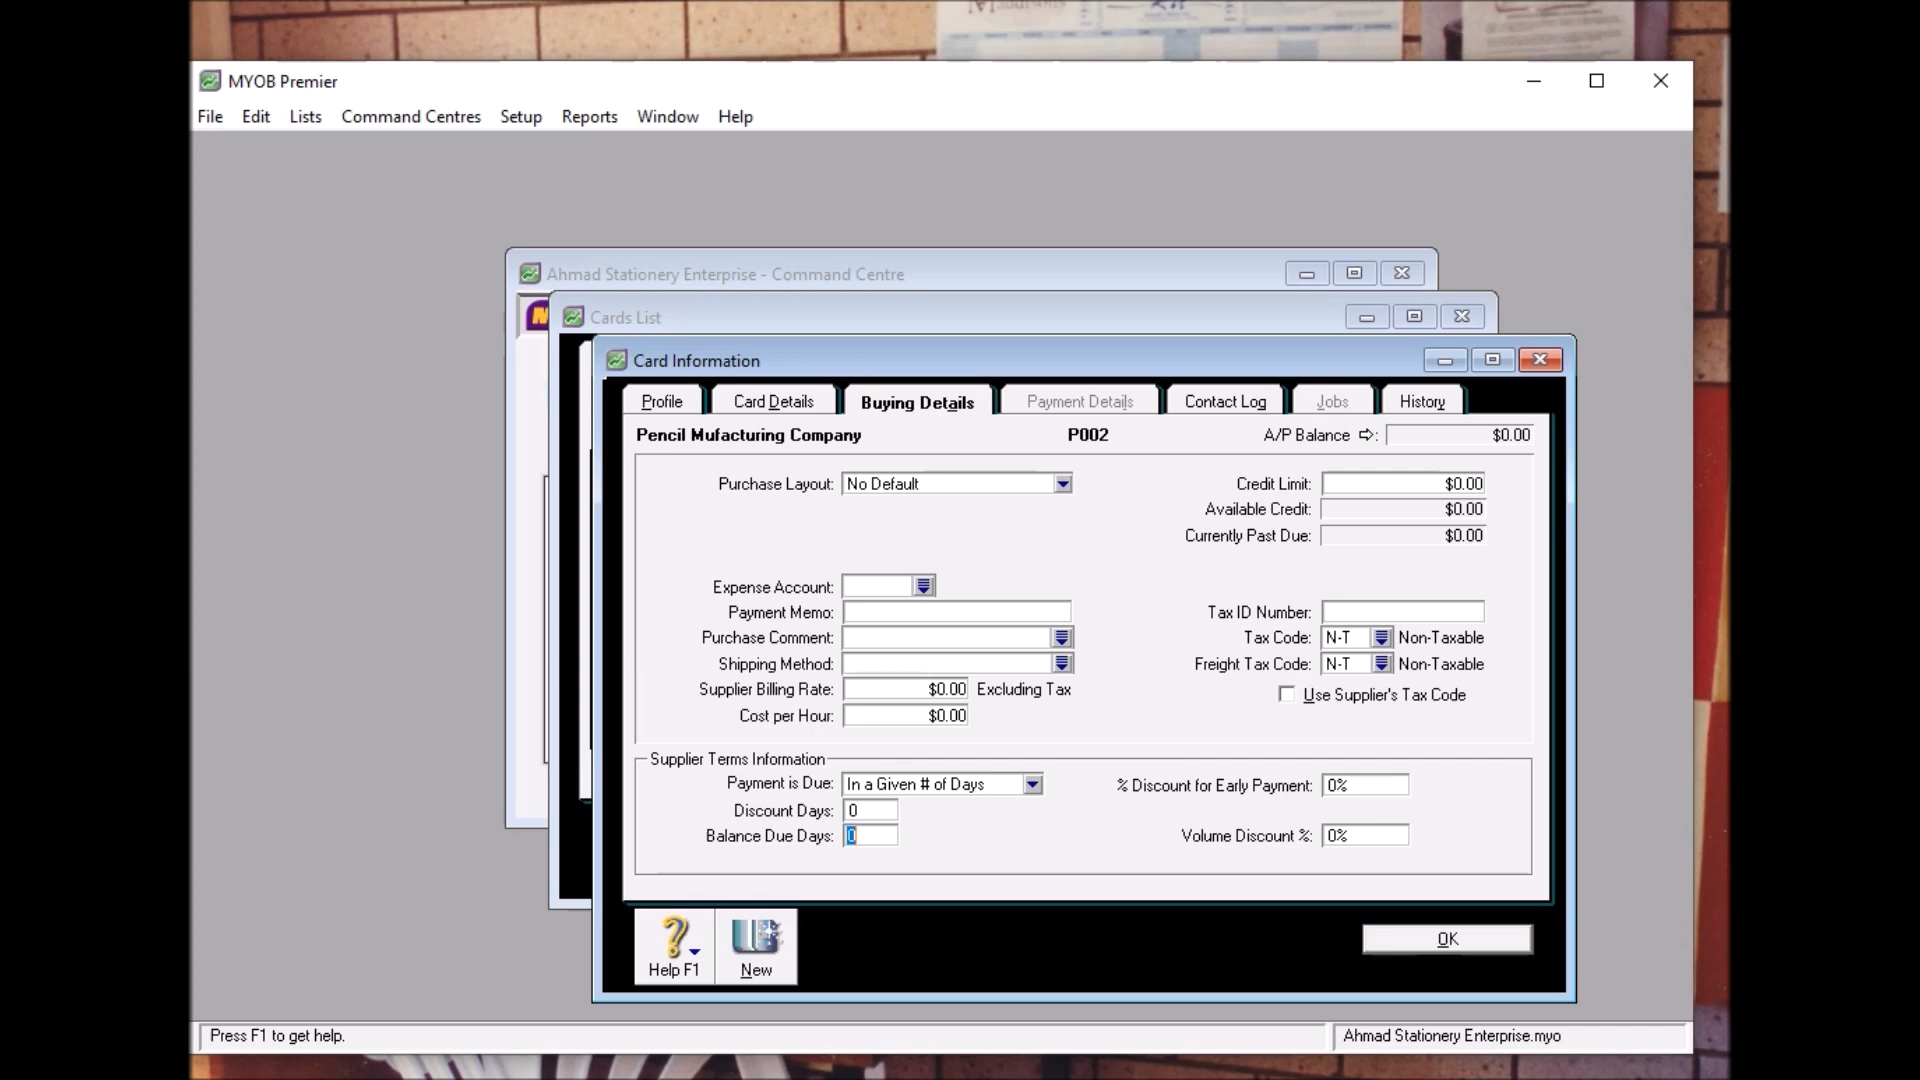 MYOB Premier
File Edit Lists Command Centres Setup Reports Window Help
Ahmad Stationery Enterprise - Command Centre
Cards List
Card Information
Profile Card Details Buying Details Payment Details Contact Log Jobs History
Pencil Mufacturing Company P002 A/P Balance ⇨: $0.00
Purchase Layout: No Default Credit Limit: $0.00
Available Credit: $0.00
Currently Past Due: $0.00
Expense Account:
Payment Memo: Tax ID Number:
Purchase Comment: Tax Code: N-T Non-Taxable
Shipping Method: Freight Tax Code: N-T Non-Taxable
Supplier Billing Rate: $0.00 Excluding Tax Use Supplier's Tax Code
Cost per Hour: $0.00
Supplier Terms Information
Payment is Due: In a Given # of Days % Discount for Early Payment: 0%
Discount Days: 0
Balance Due Days: 0 Volume Discount %: 0%
Help F1 New OK
Press F1 to get help. Ahmad Stationery Enterprise.myo